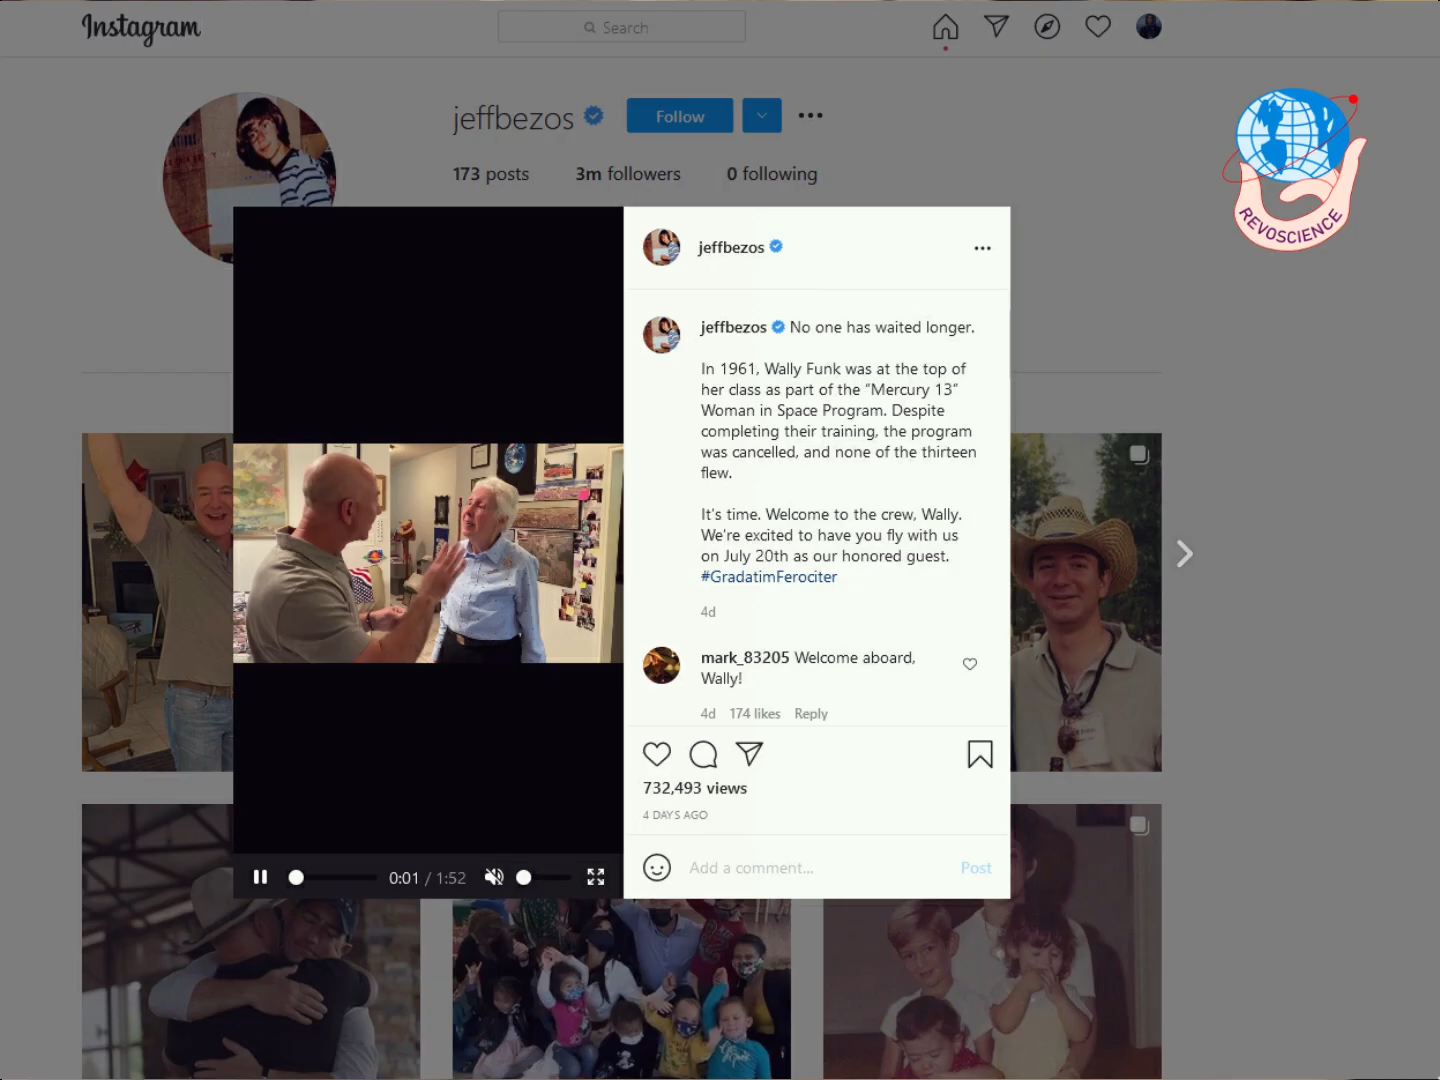 Instagram
Search
jeffbezos
Follow
173 posts 3m followers 0 following
REVOSCIENCE
jeffbezos
jeffbezos No one has waited longer.
In 1961, Wally Funk was at the top of
her class as part of the “Mercury 13”
Woman in Space Program. Despite
completing their training, the program
was cancelled, and none of the thirteen
flew.
It's time. Welcome to the crew, Wally.
We're excited to have you fly with us
on July 20th as our honored guest.
#GradatimFerociter
4d
mark_83205 Welcome aboard,
Wally!
4d 174 likes Reply
732,493 views
4 DAYS AGO
0:01 / 1:52
Add a comment... Post